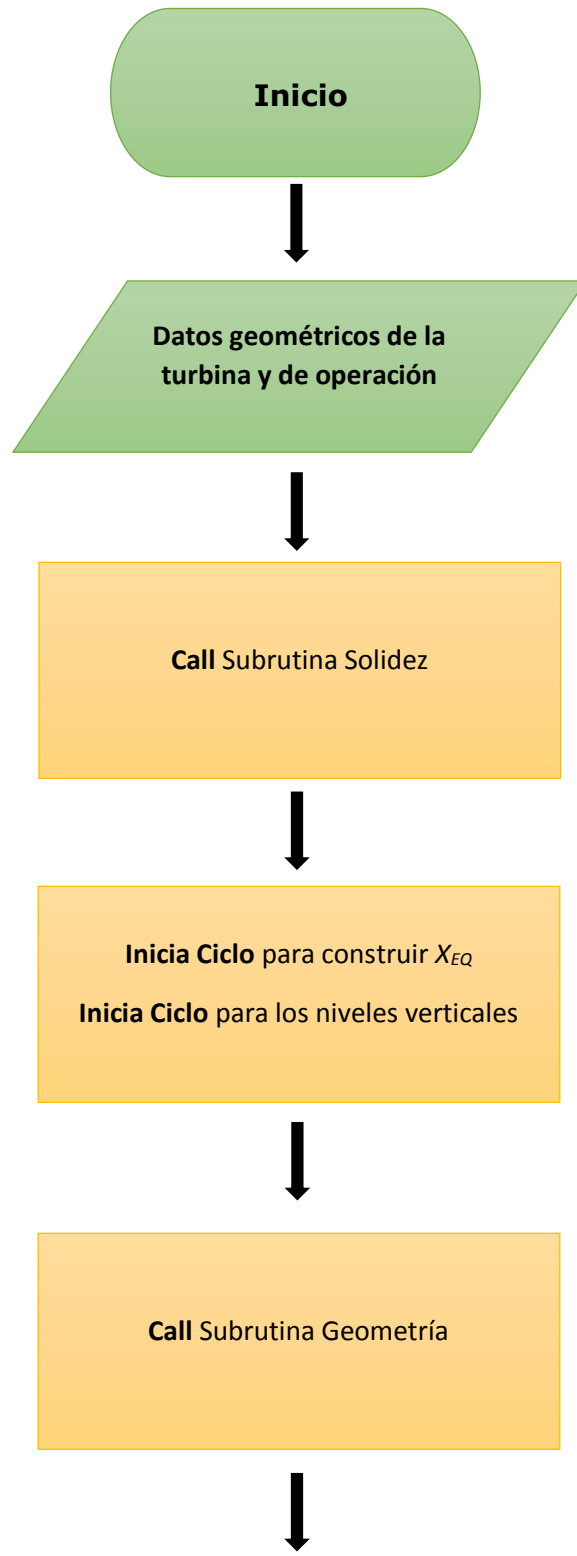 Inicio
Datos geométricos de la
turbina y de operación
Call Subrutina Solidez
Inicia Ciclo para construir X_EQ
Inicia Ciclo para los niveles verticales
Call Subrutina Geometría